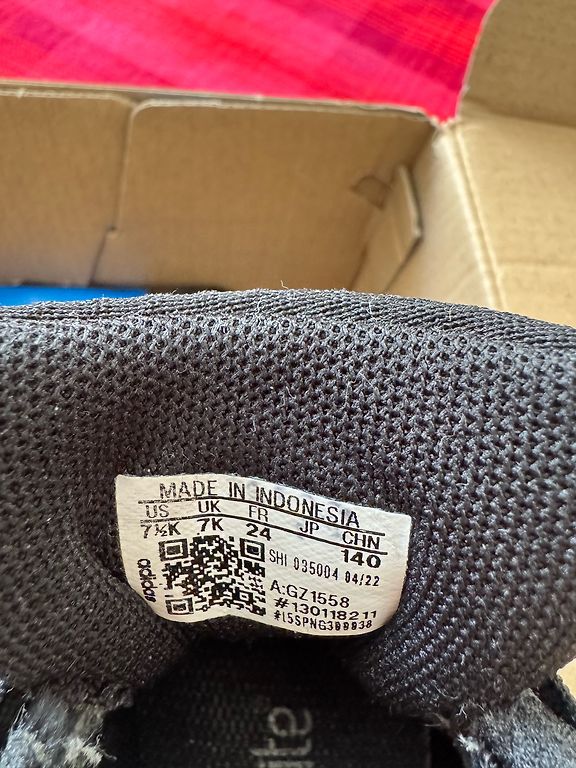 MADE IN INDONESIA
US UK FR JP CHN
7½K 7K 24 140
SHI 035004 04/22
A:GZ1558
#130118211
#L5SPNG399938
adidas